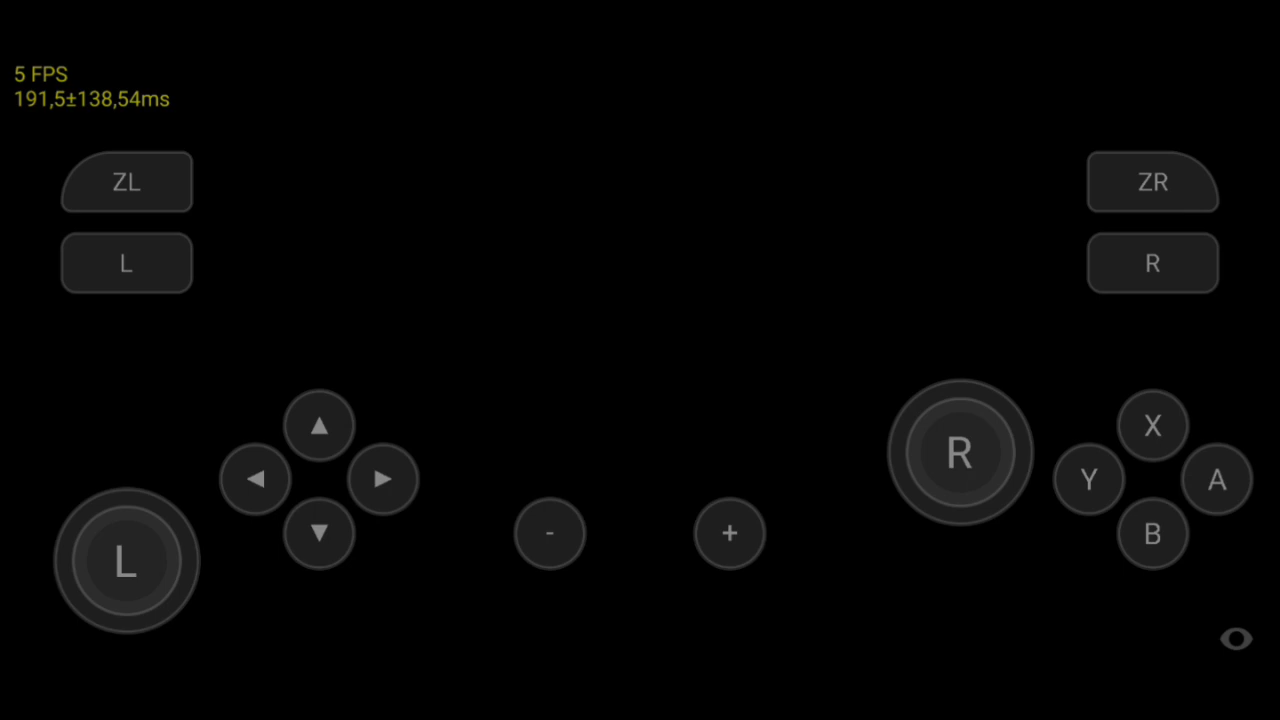 5 FPS
191,5±138,54ms
ZL
ZR
L
R
▲
X
R
◀
▶
Y
A
▼
-
+
B
L